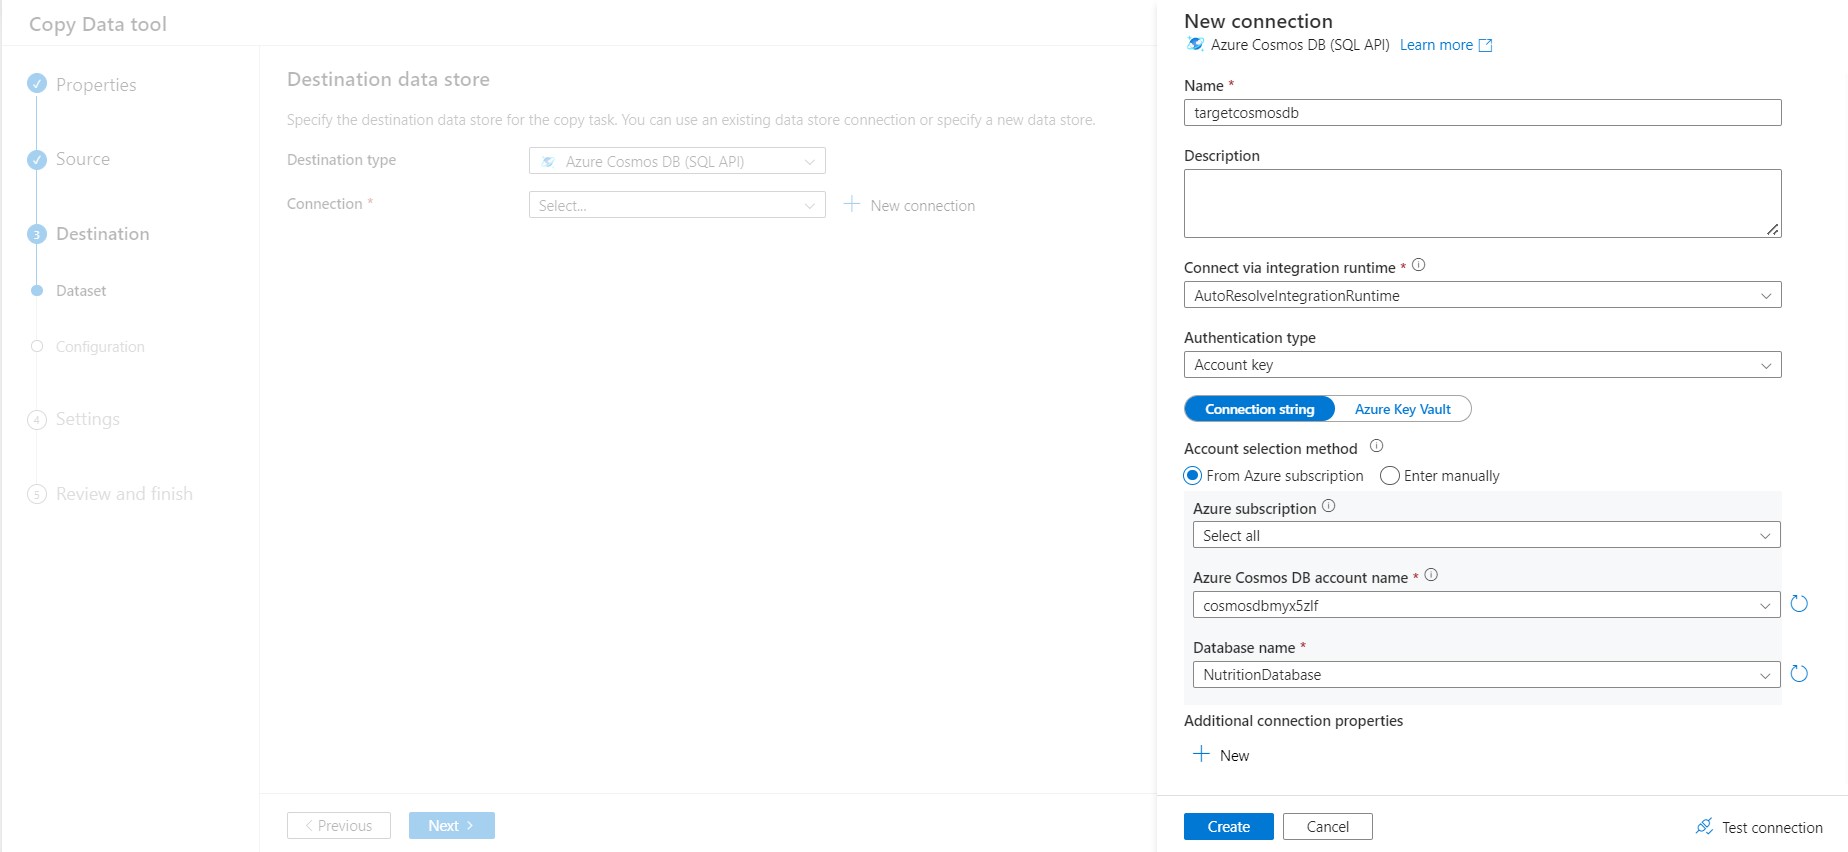 Copy Data tool
Properties
Source
3 Destination
Dataset
Configuration
4 Settings
5 Review and finish
Destination data store
Specify the destination data store for the copy task. You can use an existing data store connection or specify a new data store.
Destination type
Azure Cosmos DB (SQL API)
Connection *
Select...
New connection
Previous
Next
New connection
Azure Cosmos DB (SQL API) Learn more
Name *
targetcosmosdb
Description
Connect via integration runtime *
AutoResolveIntegrationRuntime
Authentication type
Account key
Connection string
Azure Key Vault
Account selection method
From Azure subscription
Enter manually
Azure subscription
Select all
Azure Cosmos DB account name *
cosmosdbmyx5zlf
Database name *
NutritionDatabase
Additional connection properties
New
Create
Cancel
Test connection